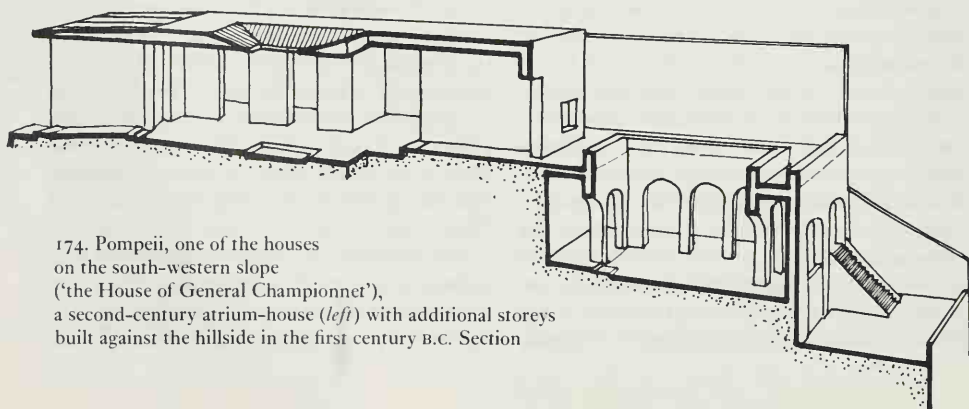 174. Pompeii, one of the houses
on the south-western slope
(‘the House of General Championnet’),
a second-century atrium-house (left) with additional storeys
built against the hillside in the first century B.C. Section